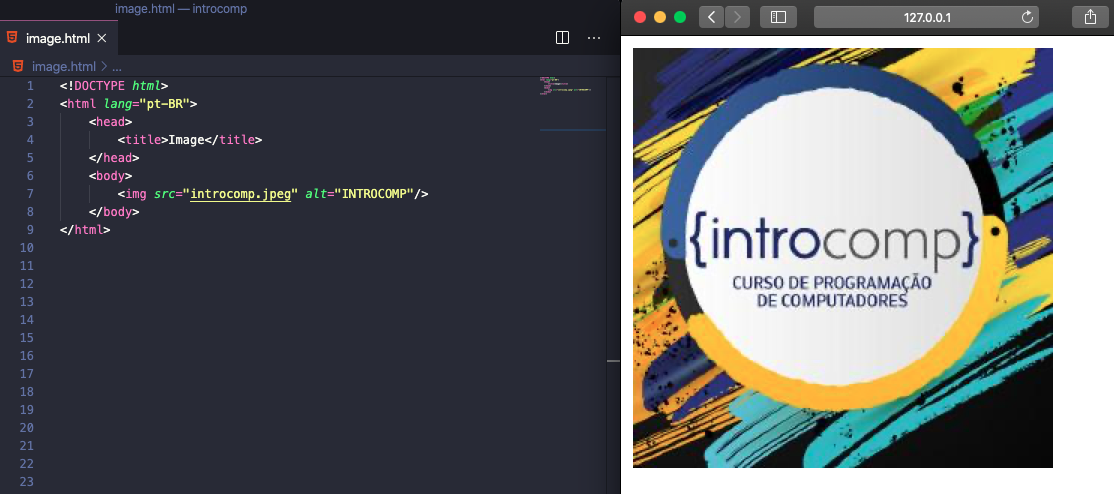 image.html — introcomp
image.html
image.html > ...
1 <!DOCTYPE html>
2 <html lang="pt-BR">
3 <head>
4 <title>Image</title>
5 </head>
6 <body>
7 <img src="introcomp.jpeg" alt="INTROCOMP"/>
8 </body>
9 </html>
10
11
12
13
14
15
16
17
18
19
20
21
22
23
127.0.0.1
{introcomp}
CURSO DE PROGRAMAÇÃO
DE COMPUTADORES